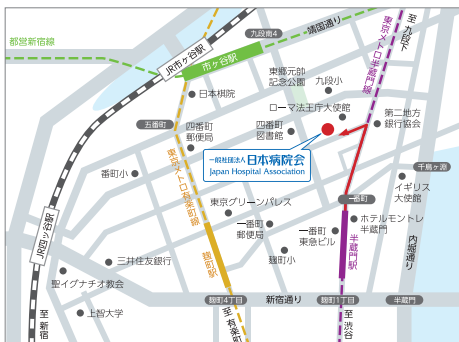 都営新宿線
JR市ヶ谷駅
市ヶ谷駅
九段南4
靖国通り
至 九段下
東京メトロ半蔵門線
東郷元帥
記念公園
九段小
日本棋院
ローマ法王庁大使館
第二地方
銀行協会
五番町
四番町
郵便局
四番町
図書館
一般社団法人 日本病院会
Japan Hospital Association
千鳥ヶ淵
番町小
東京メトロ有楽町線
イギリス
大使館
一番町
東京グリーンパレス
ホテルモントレ
半蔵門
一番町
郵便局
一番町
東急ビル
半蔵門駅
内堀通り
JR四ッ谷駅
麹町駅
麹町小
三井住友銀行
聖イグナチオ教会
麹町4丁目
新宿通り
麹町1丁目
半蔵門
上智大学
至 新宿
至 有楽町
至 渋谷